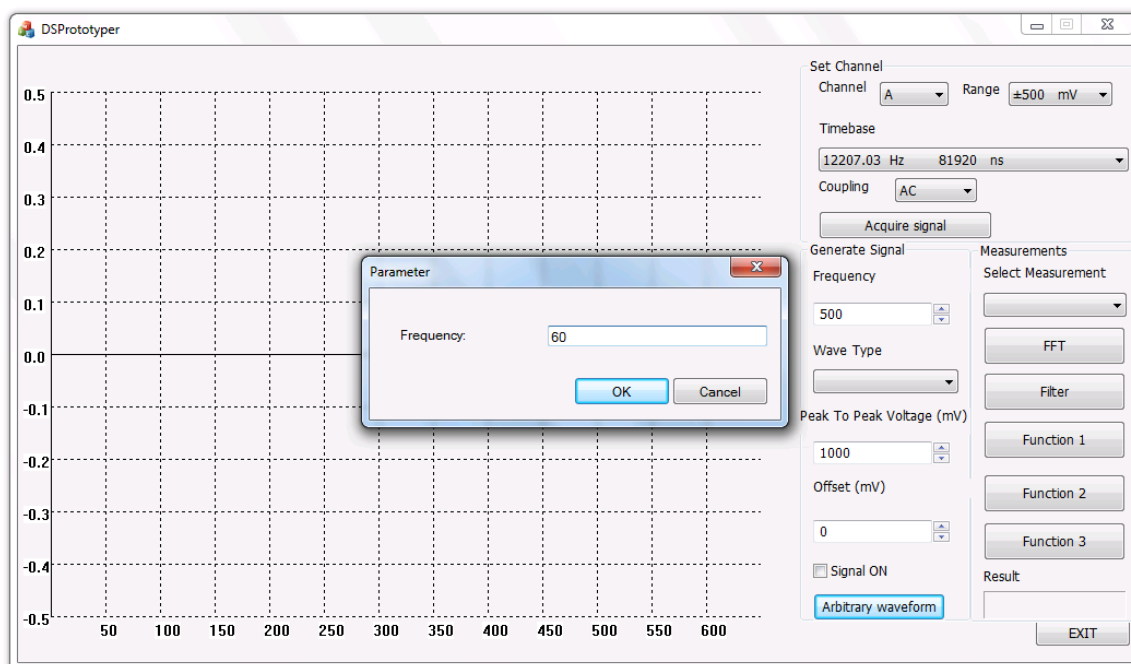 DSPrototyper
Set Channel
Channel A Range ±500 mV
Timebase
12207.03 Hz 81920 ns
Coupling AC
Acquire signal
Generate Signal
Frequency
500
Wave Type
Peak To Peak Voltage (mV)
1000
Offset (mV)
0
Signal ON
Arbitrary waveform
Measurements
Select Measurement
FFT
Filter
Function 1
Function 2
Function 3
Result
EXIT
Parameter
Frequency:
60
OK Cancel
0.5
0.4
0.3
0.2
0.1
0.0
-0.1
-0.2
-0.3
-0.4
-0.5
50 100 150 200 250 300 350 400 450 500 550 600